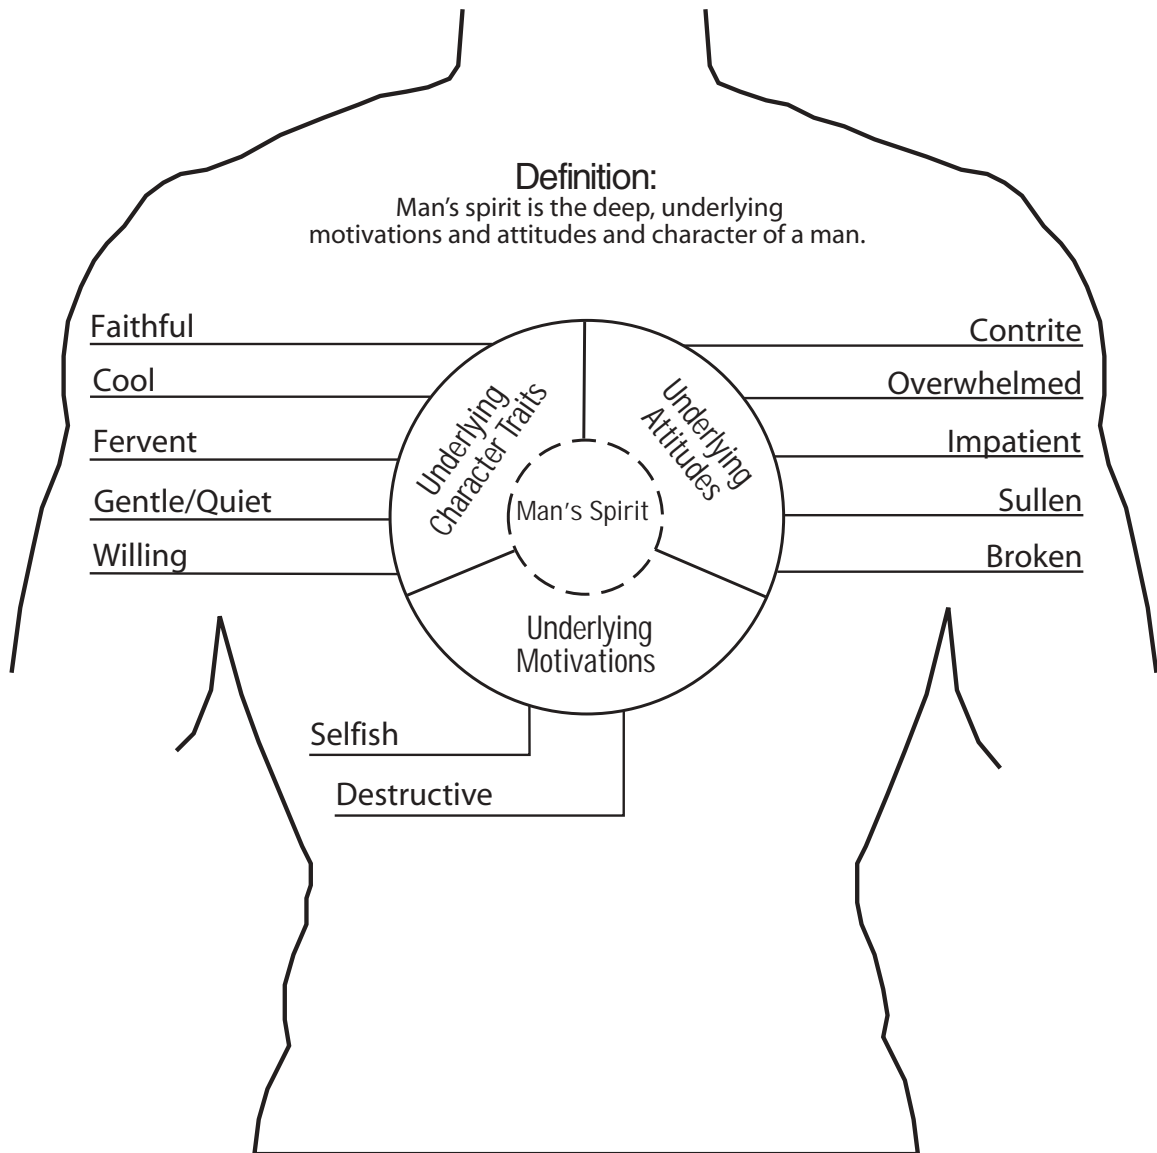 Definition:
Man's spirit is the deep, underlying
motivations and attitudes and character of a man.
Faithful
Cool
Fervent
Gentle/Quiet
Willing
Underlying
Character Traits
Underlying
Attitudes
Man's Spirit
Underlying
Motivations
Contrite
Overwhelmed
Impatient
Sullen
Broken
Selfish
Destructive